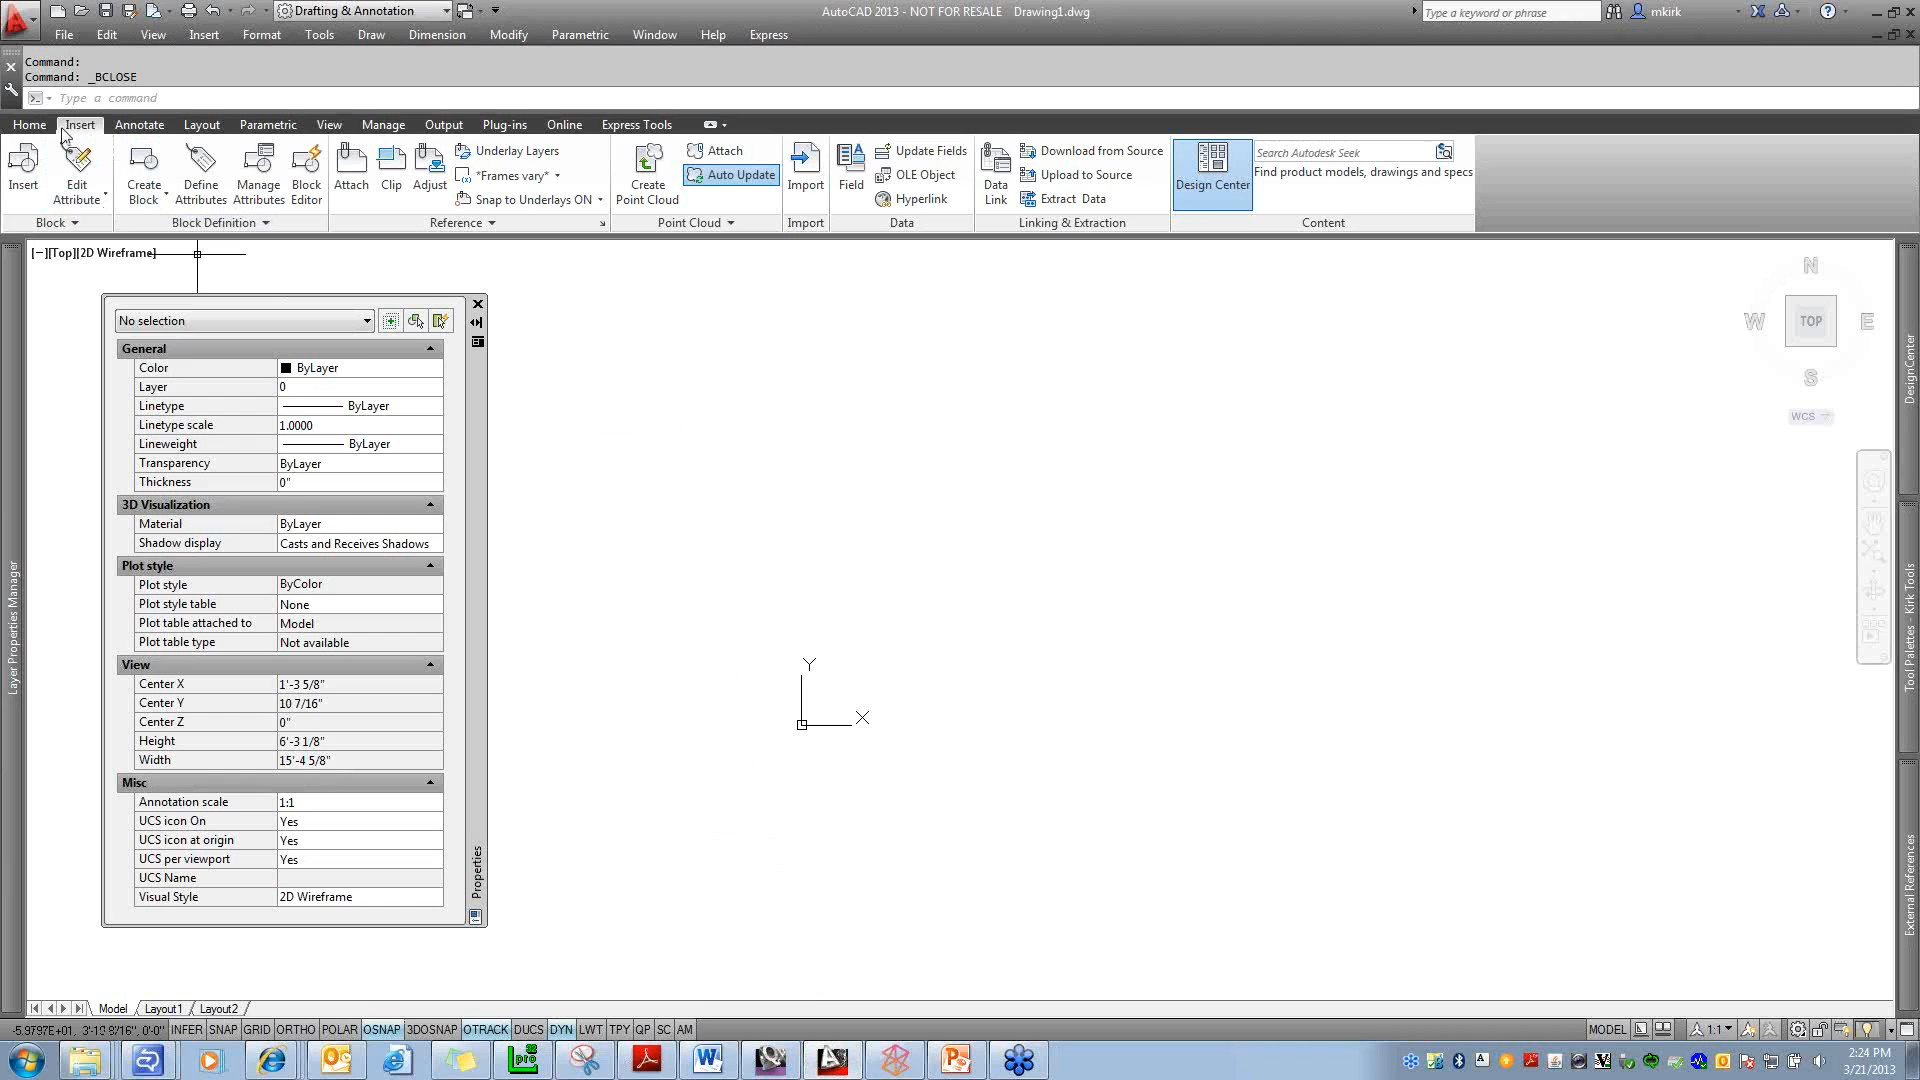 Drafting & Annotation
AutoCAD 2013 - NOT FOR RESALE Drawing1.dwg
Type a keyword or phrase
mkirk
File Edit View Insert Format Tools Draw Dimension Modify Parametric Window Help Express
Command:
Command: _BCLOSE
Type a command
Home Insert Annotate Layout Parametric View Manage Output Plug-ins Online Express Tools
Insert
Edit Attribute
Block
Create Block
Define Attributes
Manage Attributes
Block Editor
Block Definition
Attach
Clip
Adjust
Underlay Layers
*Frames vary*
Snap to Underlays ON
Reference
Create Point Cloud
Attach
Auto Update
Point Cloud
Import
Import
Field
Update Fields
OLE Object
Hyperlink
Data
Data Link
Download from Source
Upload to Source
Extract Data
Linking & Extraction
Design Center
Search Autodesk Seek
Find product models, drawings and specs
Content
[−][Top][2D Wireframe]
No selection
General
Color ByLayer
Layer 0
Linetype ByLayer
Linetype scale 1.0000
Lineweight ByLayer
Transparency ByLayer
Thickness 0"
3D Visualization
Material ByLayer
Shadow display Casts and Receives Shadows
Plot style
Plot style ByColor
Plot style table None
Plot table attached to Model
Plot table type Not available
View
Center X 1'-3 5/8"
Center Y 10 7/16"
Center Z 0"
Height 6'-3 1/8"
Width 15'-4 5/8"
Misc
Annotation scale 1:1
UCS icon On Yes
UCS icon at origin Yes
UCS per viewport Yes
UCS Name
Visual Style 2D Wireframe
Properties
Layer Properties Manager
Y
X
N
W TOP E
S
WCS
DesignCenter
Tool Palettes - Kirk Tools
External References
Model Layout1 Layout2
INFER SNAP GRID ORTHO POLAR OSNAP 3DOSNAP OTRACK DUCS DYN LWT TPY QP SC AM
MODEL 1:1
2:24 PM
3/21/2013